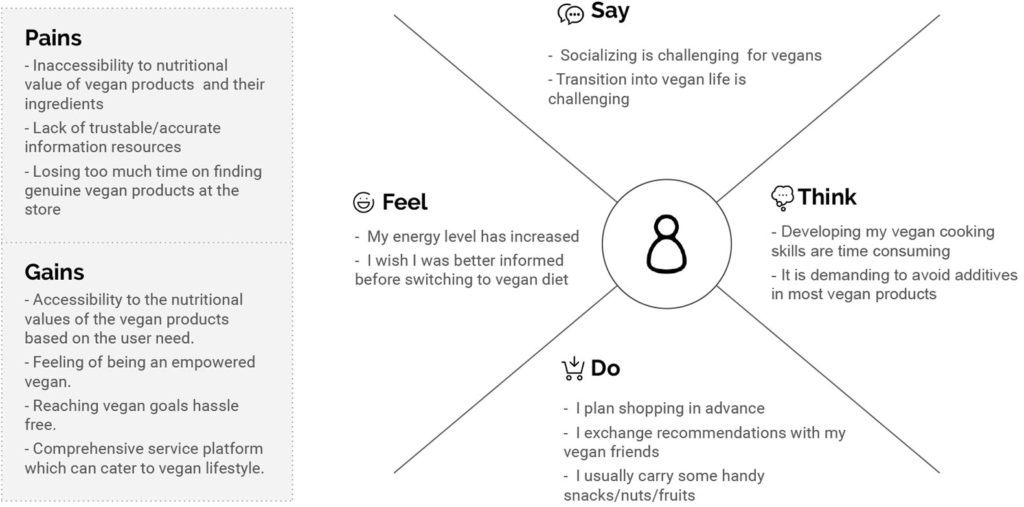 Pains
- Inaccessibility to nutritional
value of vegan products and their
ingredients
- Lack of trustable/accurate
information resources
- Losing too much time on finding
genuine vegan products at the
store
Gains
- Accessibility to the nutritional
values of the vegan products
based on the user need.
- Feeling of being an empowered
vegan.
- Reaching vegan goals hassle
free.
- Comprehensive service platform
which can cater to vegan lifestyle.
Say
- Socializing is challenging for vegans
- Transition into vegan life is
challenging
Feel
- My energy level has increased
- I wish I was better informed
before switching to vegan diet
Think
- Developing my vegan cooking
skills are time consuming
- It is demanding to avoid additives
in most vegan products
Do
- I plan shopping in advance
- I exchange recommendations with my
vegan friends
- I usually carry some handy
snacks/nuts/fruits